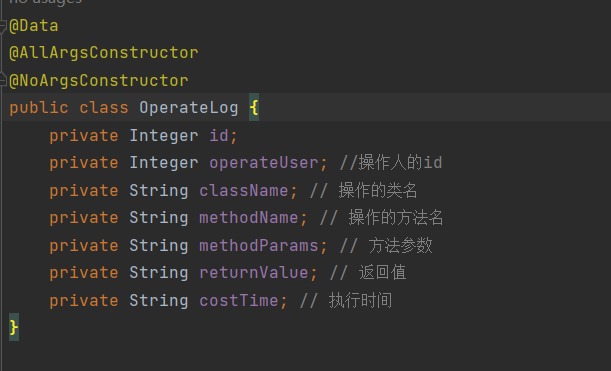 no usages
@Data
@AllArgsConstructor
@NoArgsConstructor
public class OperateLog {
    private Integer id;
    private Integer operateUser; //操作人的id
    private String className; // 操作的类名
    private String methodName; // 操作的方法名
    private String methodParams; // 方法参数
    private String returnValue; // 返回值
    private String costTime; // 执行时间
}